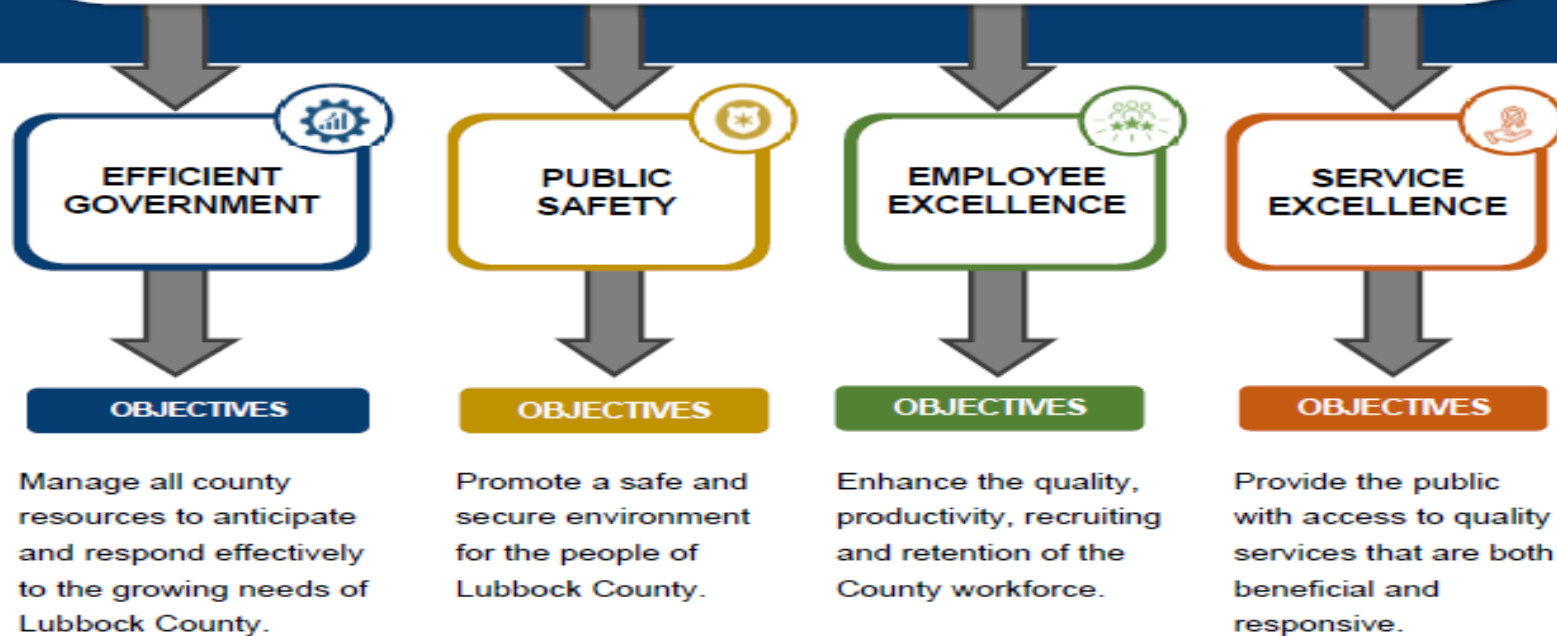 EFFICIENT
GOVERNMENT
PUBLIC
SAFETY
EMPLOYEE
EXCELLENCE
SERVICE
EXCELLENCE
OBJECTIVES
OBJECTIVES
OBJECTIVES
OBJECTIVES
Manage all county
resources to anticipate
and respond effectively
to the growing needs of
Lubbock County.
Promote a safe and
secure environment
for the people of
Lubbock County.
Enhance the quality,
productivity, recruiting
and retention of the
County workforce.
Provide the public
with access to quality
services that are both
beneficial and
responsive.